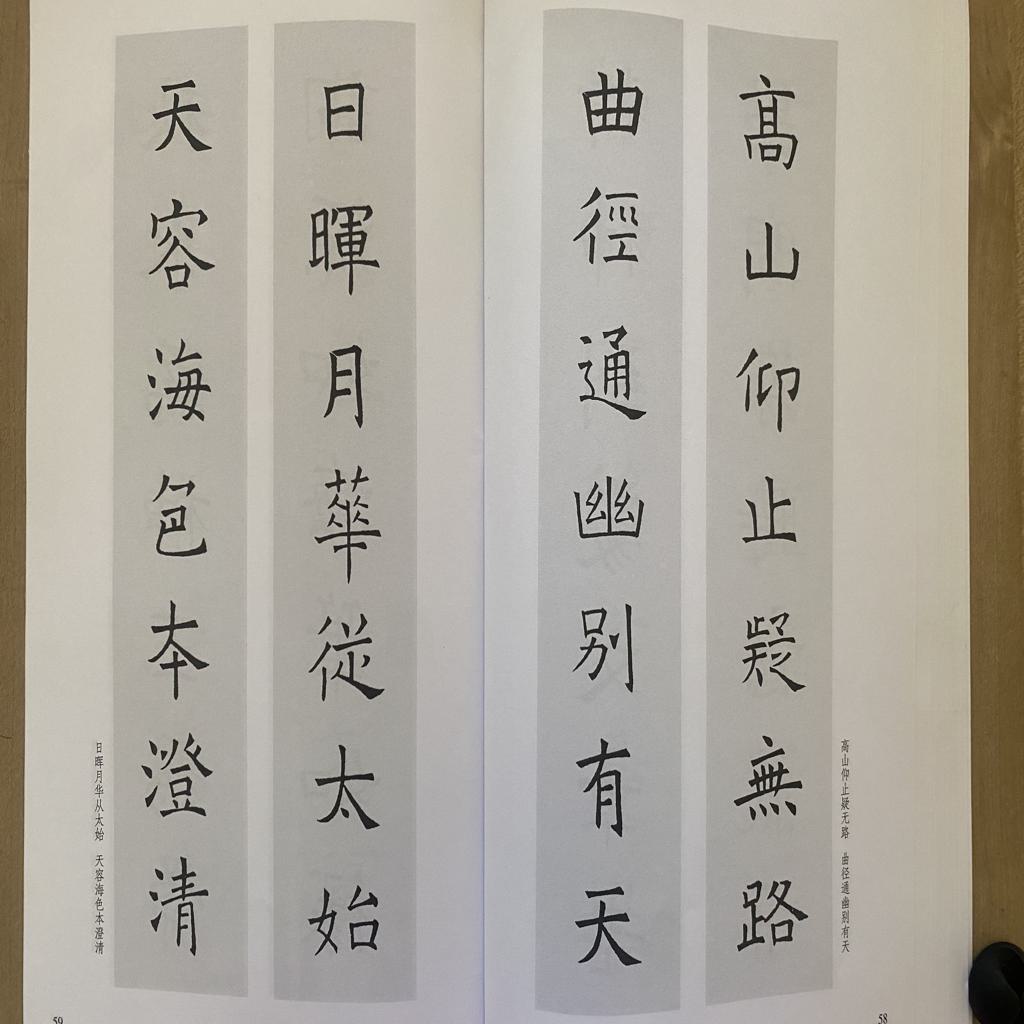 高山仰止疑無路
曲徑通幽別有天
高山仰止疑无路 曲径通幽别有天
58
日暉月華從太始
天容海色本澄清
日晖月华从太始 天容海色本澄清
59